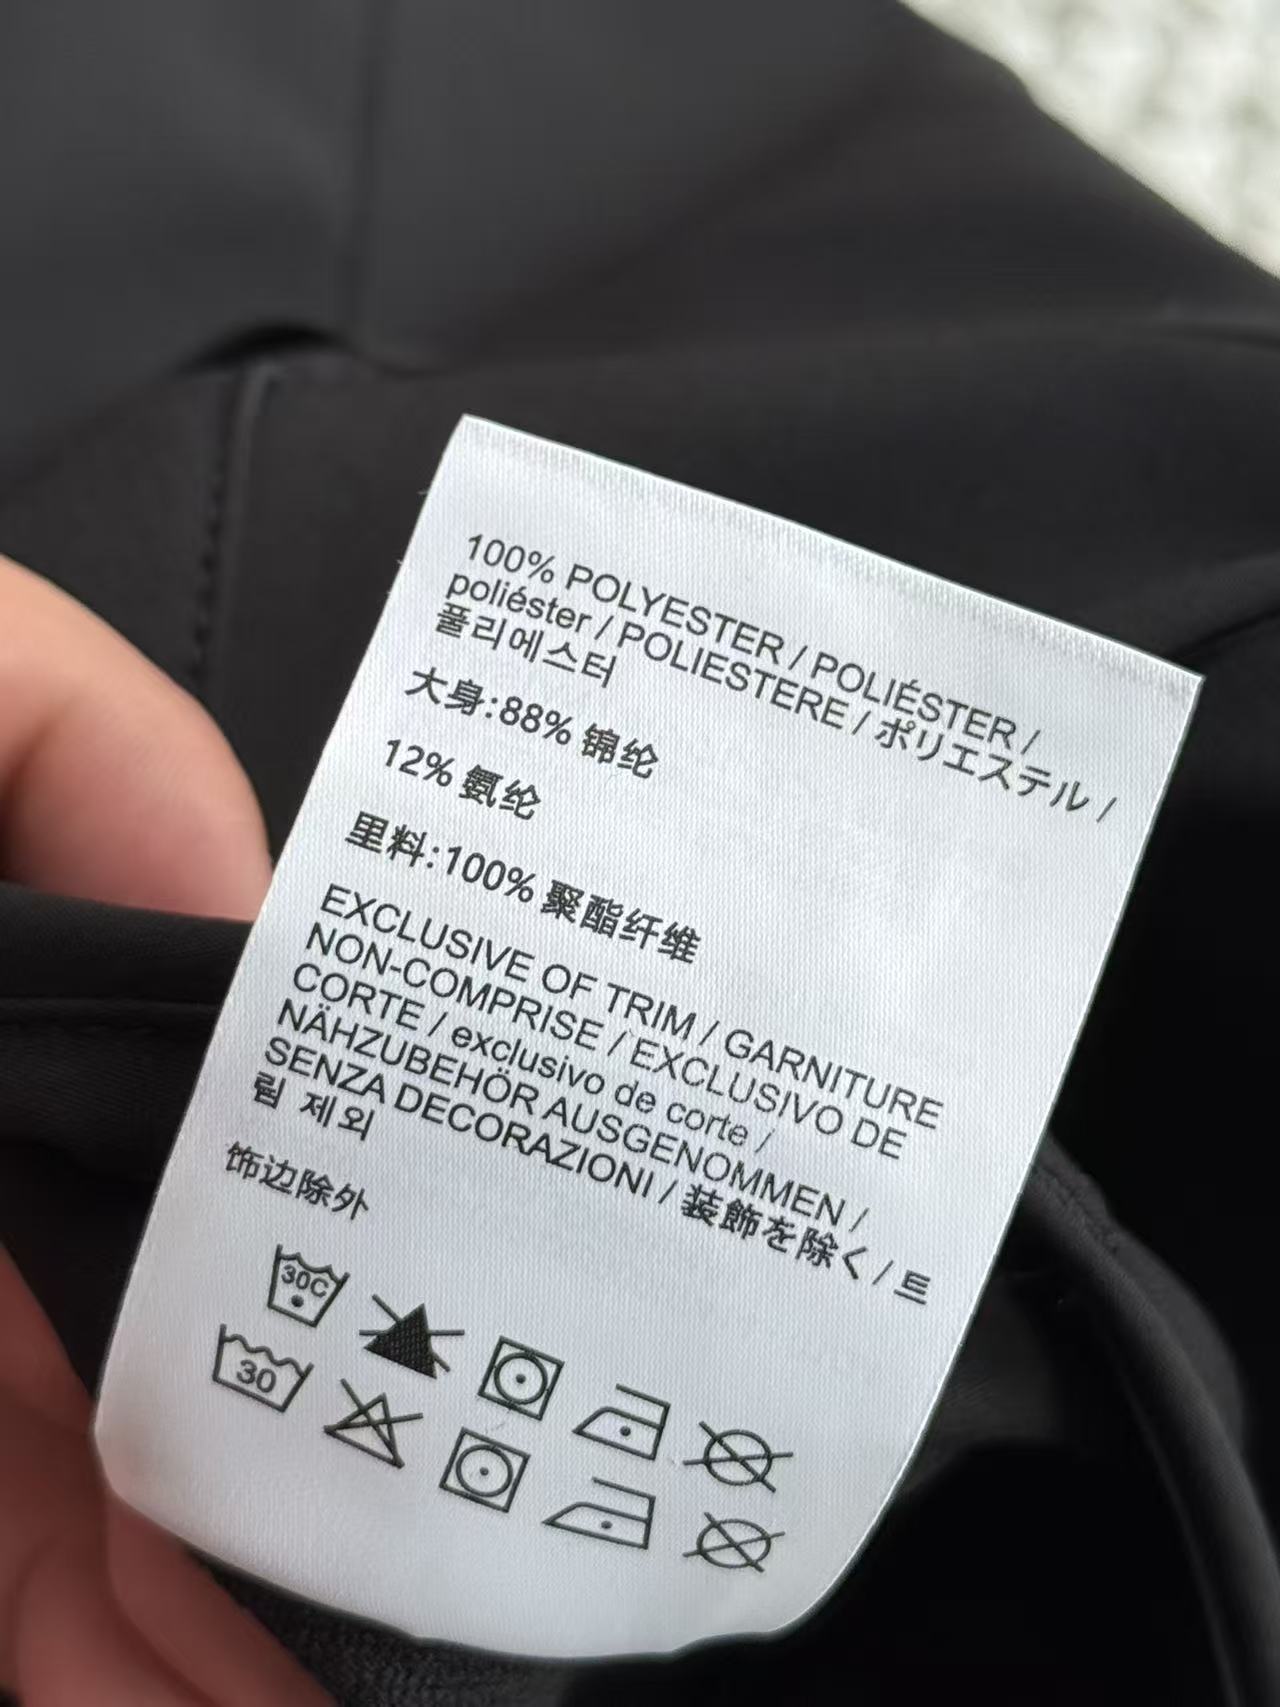 100% POLYESTER / POLIÉSTER /
poliéster / POLIESTERE / ポリエステル /
폴리에스터
大身:88% 锦纶
12% 氨纶
里料:100% 聚酯纤维
EXCLUSIVE OF TRIM / GARNITURE
NON-COMPRISE / EXCLUSIVO DE
CORTE / exclusivo de corte /
NÄHZUBEHÖR AUSGENOMMEN /
SENZA DECORAZIONI / 装飾を除く / 트
림 제외
饰边除外
30C
30